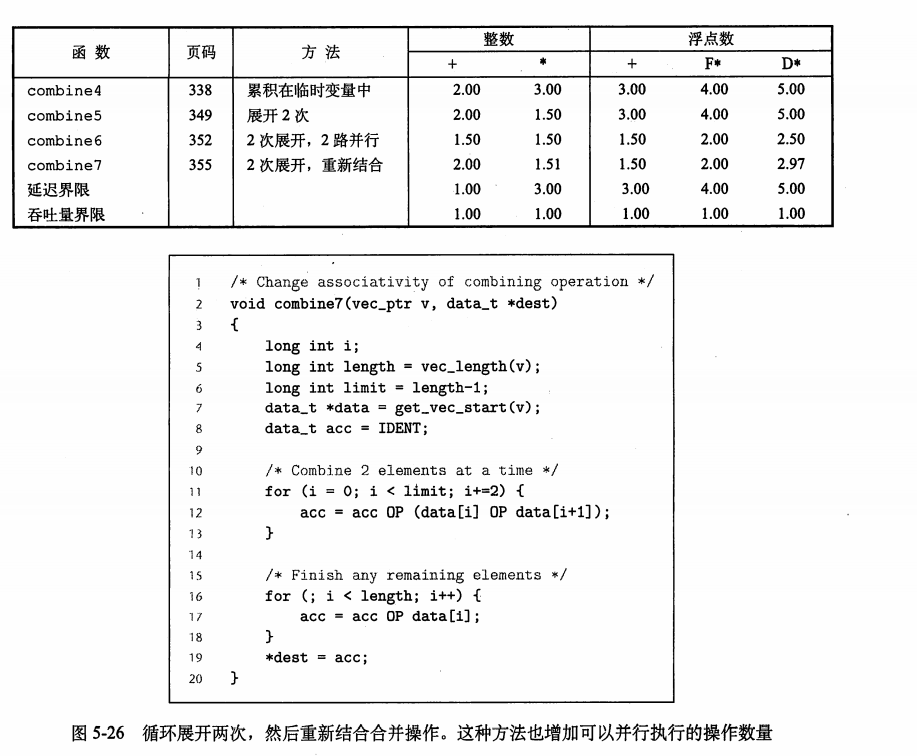 函 数 页码 方 法 整数 浮点数
+ * + F* D*
combine4 338 累积在临时变量中 2.00 3.00 3.00 4.00 5.00
combine5 349 展开 2 次 2.00 1.50 3.00 4.00 5.00
combine6 352 2 次展开，2 路并行 1.50 1.50 1.50 2.00 2.50
combine7 355 2 次展开，重新结合 2.00 1.51 1.50 2.00 2.97
延迟界限 1.00 3.00 3.00 4.00 5.00
吞吐量界限 1.00 1.00 1.00 1.00 1.00
1 /* Change associativity of combining operation */
2 void combine7(vec_ptr v, data_t *dest)
3 {
4 long int i;
5 long int length = vec_length(v);
6 long int limit = length-1;
7 data_t *data = get_vec_start(v);
8 data_t acc = IDENT;
9
10 /* Combine 2 elements at a time */
11 for (i = 0; i < limit; i+=2) {
12 acc = acc OP (data[i] OP data[i+1]);
13 }
14
15 /* Finish any remaining elements */
16 for (; i < length; i++) {
17 acc = acc OP data[i];
18 }
19 *dest = acc;
20 }
图 5-26 循环展开两次，然后重新结合合并操作。这种方法也增加可以并行执行的操作数量